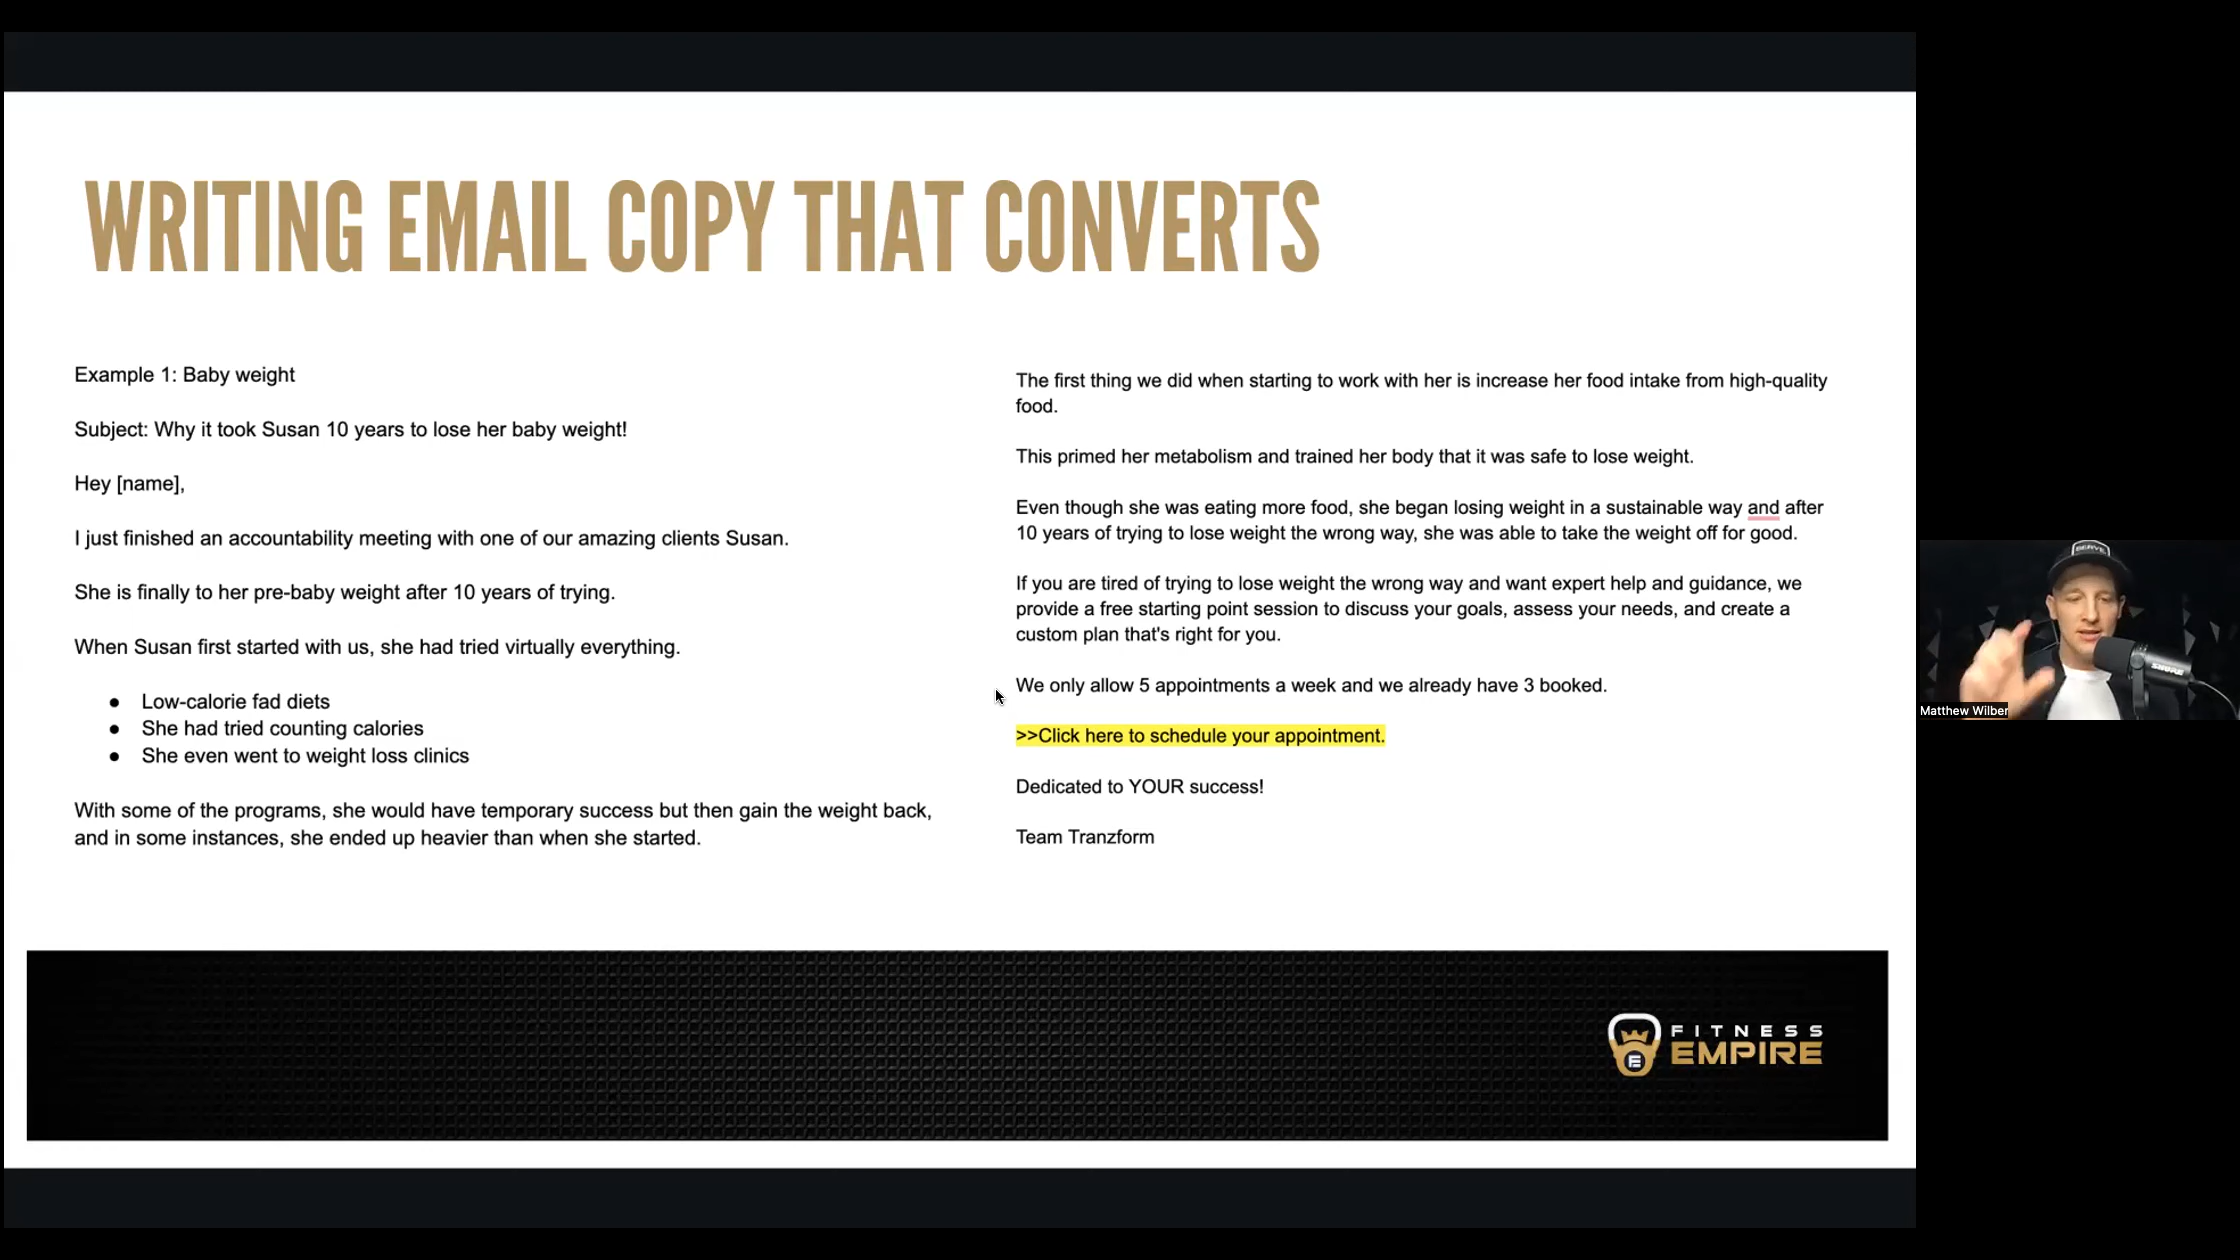 WRITING EMAIL COPY THAT CONVERTS
Example 1: Baby weight
Subject: Why it took Susan 10 years to lose her baby weight!
Hey [name],
I just finished an accountability meeting with one of our amazing clients Susan.
She is finally to her pre-baby weight after 10 years of trying.
When Susan first started with us, she had tried virtually everything.
● Low-calorie fad diets
● She had tried counting calories
● She even went to weight loss clinics
With some of the programs, she would have temporary success but then gain the weight back,
and in some instances, she ended up heavier than when she started.
The first thing we did when starting to work with her is increase her food intake from high-quality
food.
This primed her metabolism and trained her body that it was safe to lose weight.
Even though she was eating more food, she began losing weight in a sustainable way and after
10 years of trying to lose weight the wrong way, she was able to take the weight off for good.
If you are tired of trying to lose weight the wrong way and want expert help and guidance, we
provide a free starting point session to discuss your goals, assess your needs, and create a
custom plan that's right for you.
We only allow 5 appointments a week and we already have 3 booked.
>>Click here to schedule your appointment.
Dedicated to YOUR success!
Team Tranzform
E
FITNESS
EMPIRE
SERVE
SHURE
Matthew Wilber